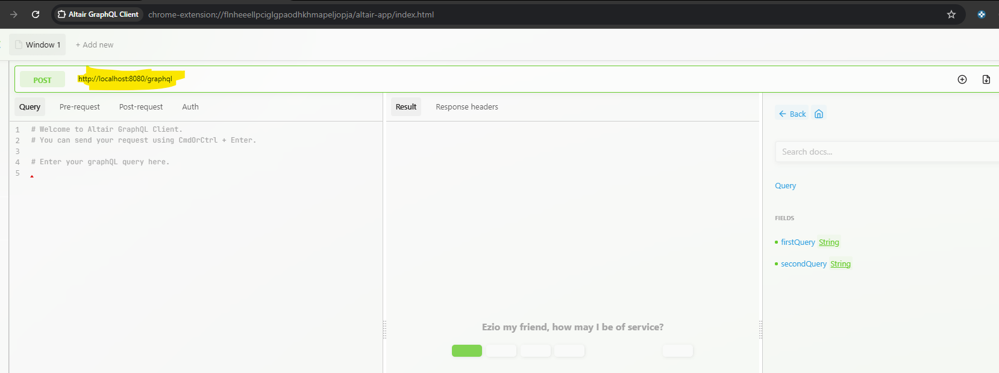 Altair GraphQL Client chrome-extension://flnheeellpciglgpaodhkhmapeljopja/altair-app/index.html
Window 1 + Add new
POST http://localhost:8080/graphql
Query Pre-request Post-request Auth
1 # Welcome to Altair GraphQL Client.
2 # You can send your request using CmdOrCtrl + Enter.
3
4 # Enter your graphQL query here.
5
Result Response headers
Ezio my friend, how may I be of service?
Back
Search docs...
Query
FIELDS
firstQuery String
secondQuery String